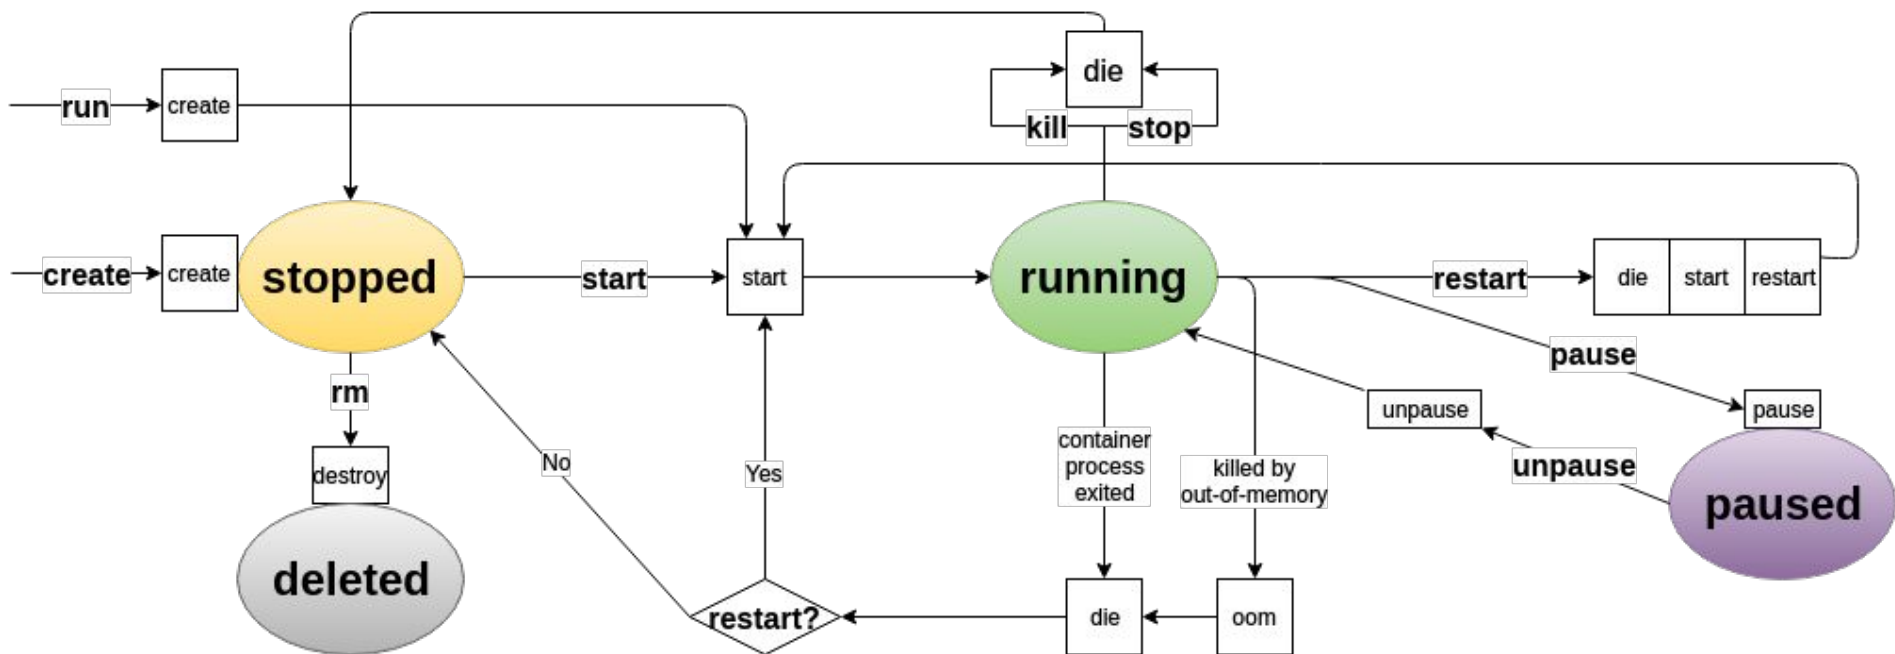 die
run
create
kill
stop
create
create
stopped
start
start
running
restart
die
start
restart
pause
rm
unpause
pause
container
process
exited
killed by
out-of-memory
unpause
No
Yes
destroy
paused
deleted
restart?
die
oom